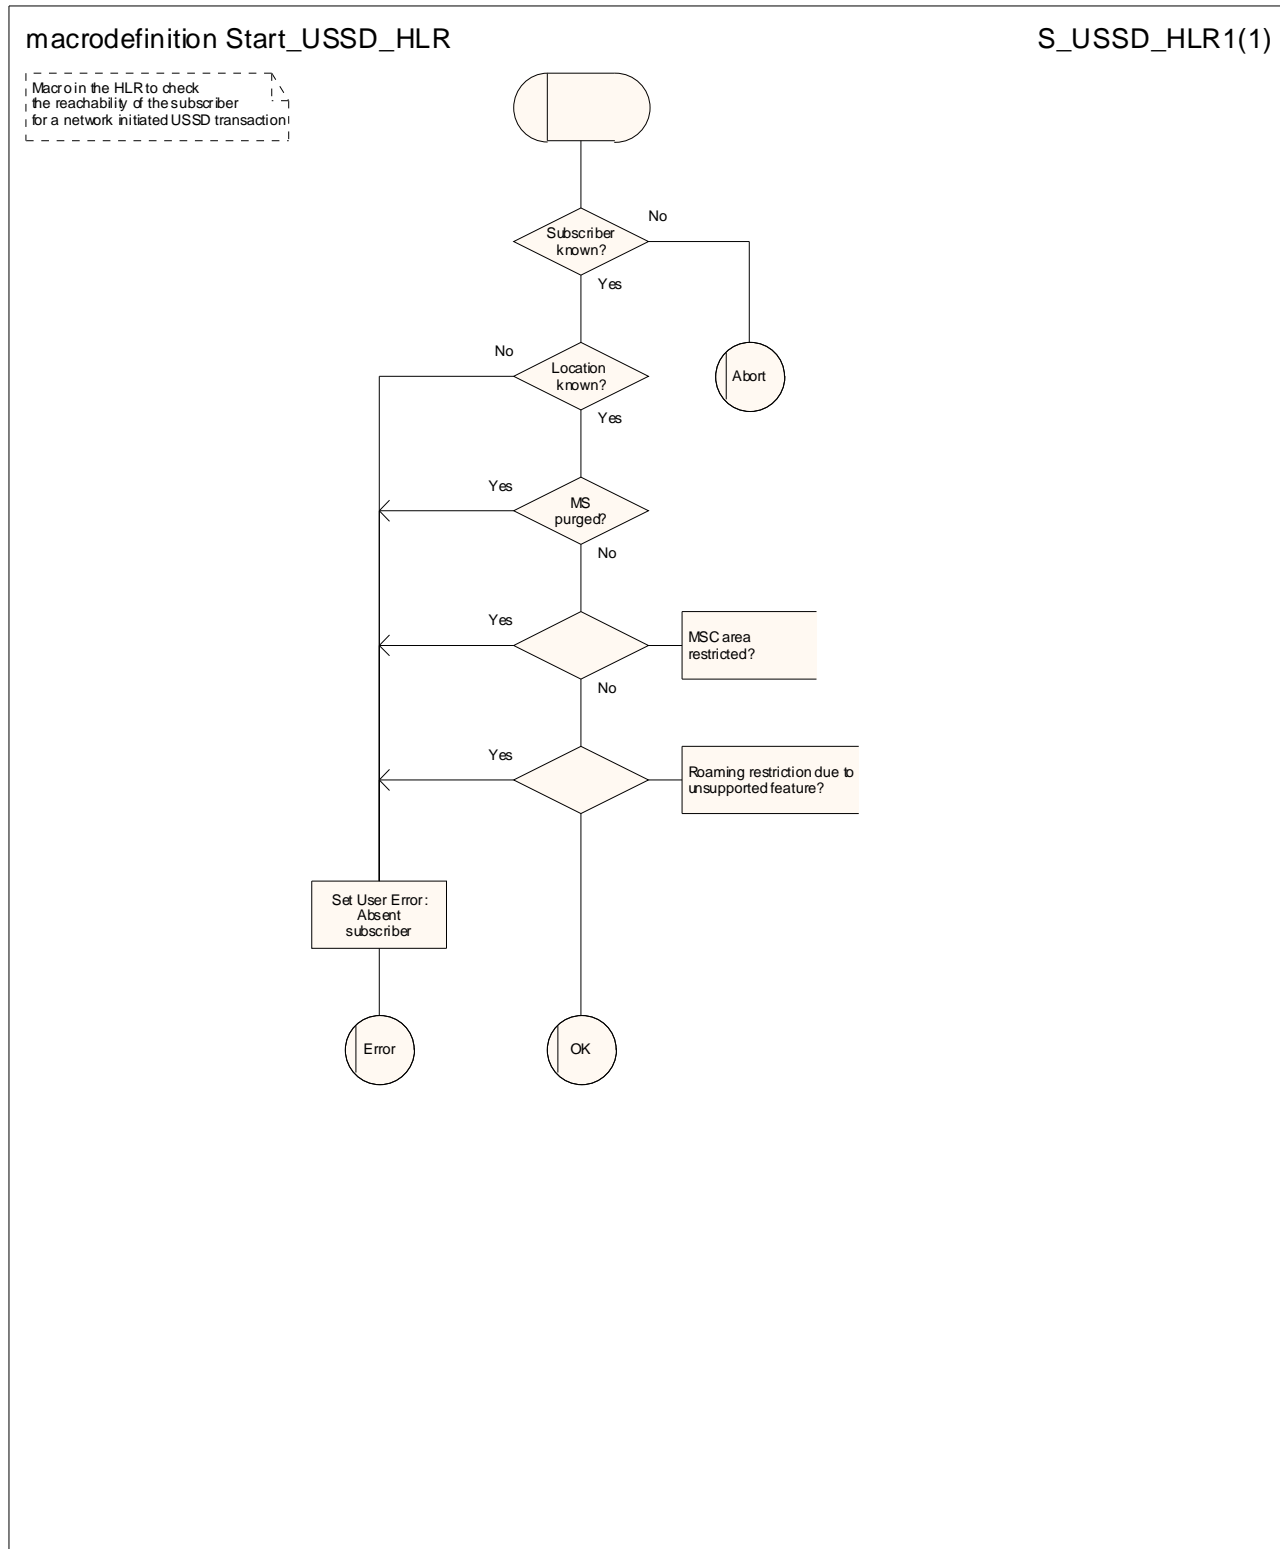 macrodefinition Start_USSD_HLR
S_USSD_HLR1(1)
Macro in the HLR to check
the reachability of the subscriber
for a network initiated USSD transaction
No
Subscriber
known?
Yes
No
Location
known?
Abort
Yes
Yes
MS
purged?
No
Yes
MSC area
restricted?
No
Yes
Roaming restriction due to
unsupported feature?
Set User Error:
Absent
subscriber
Error
OK